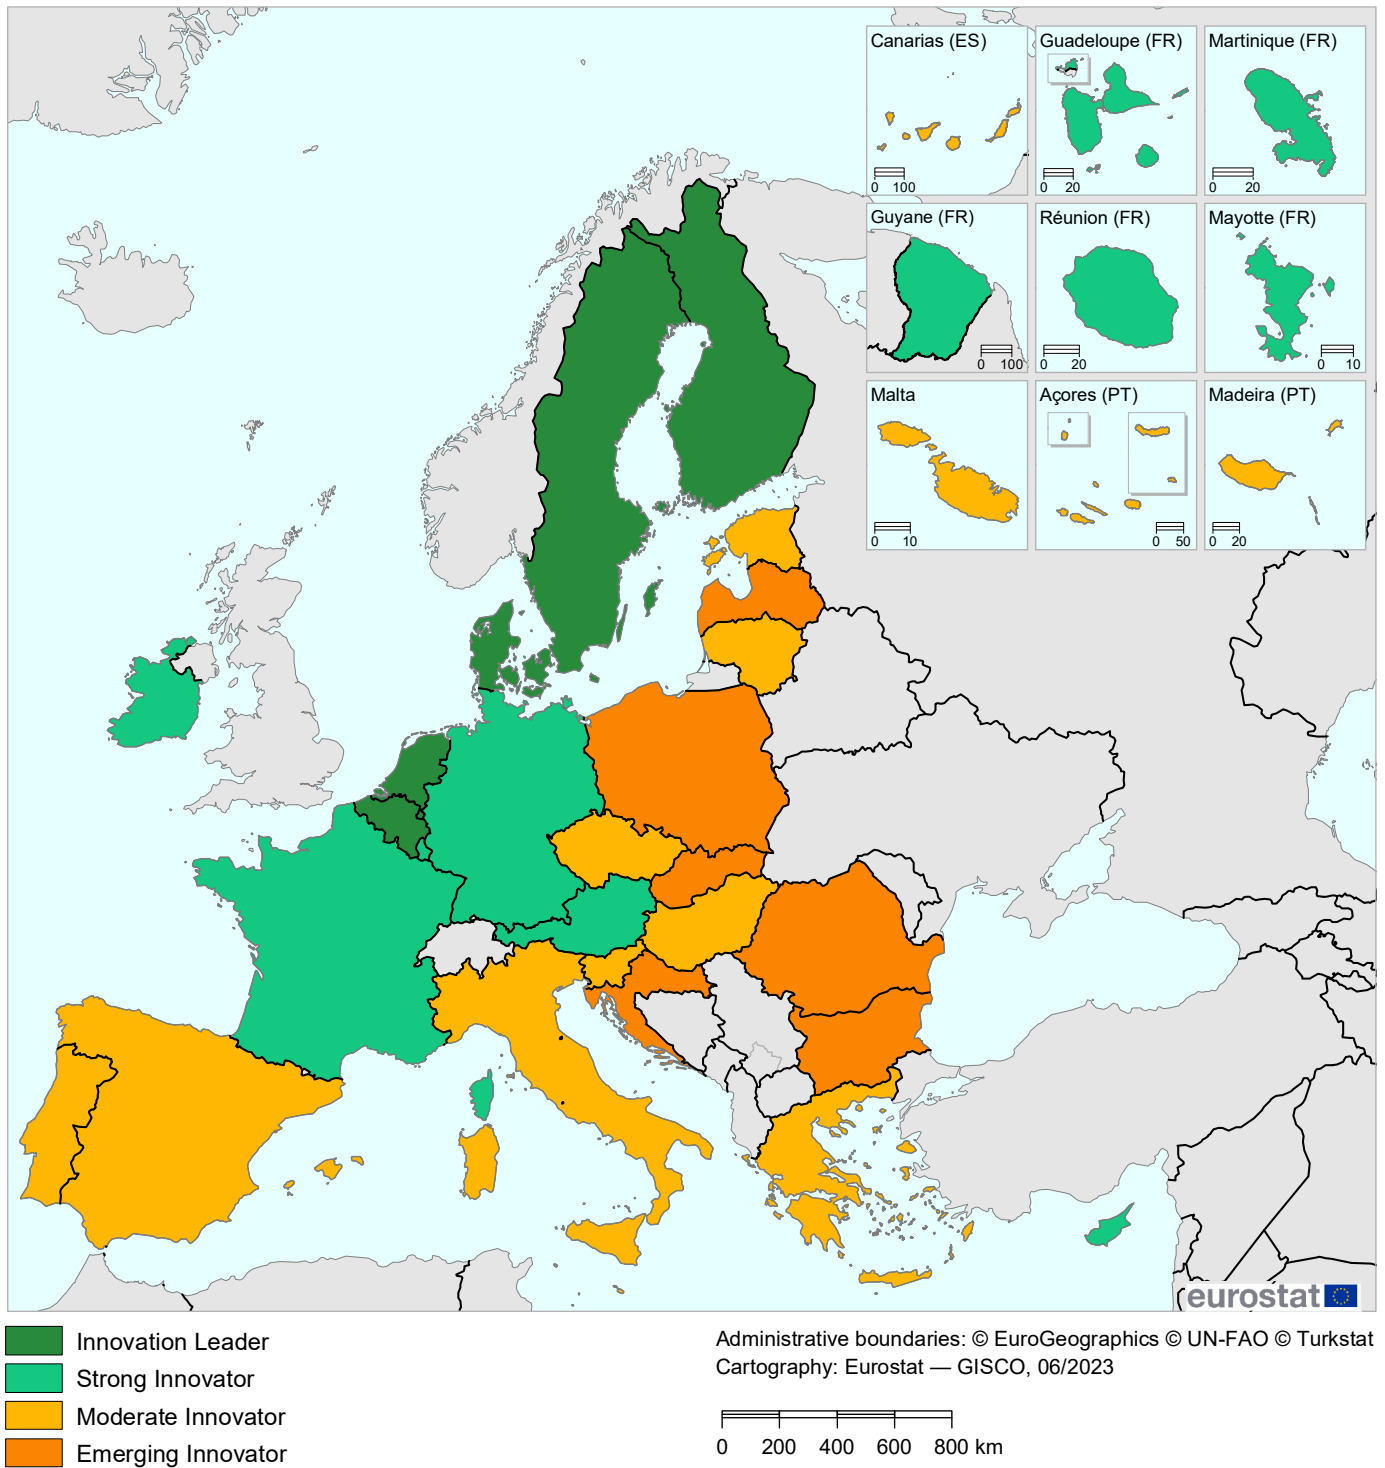 Canarias (ES)
0 100
Guadeloupe (FR)
0 20
Martinique (FR)
0 20
Guyane (FR)
0 100
Réunion (FR)
0 20
Mayotte (FR)
0 10
Malta
0 10
Açores (PT)
0 50
Madeira (PT)
0 20
eurostat
Innovation Leader
Strong Innovator
Moderate Innovator
Emerging Innovator
Administrative boundaries: © EuroGeographics © UN-FAO © Turkstat
Cartography: Eurostat — GISCO, 06/2023
0 200 400 600 800 km